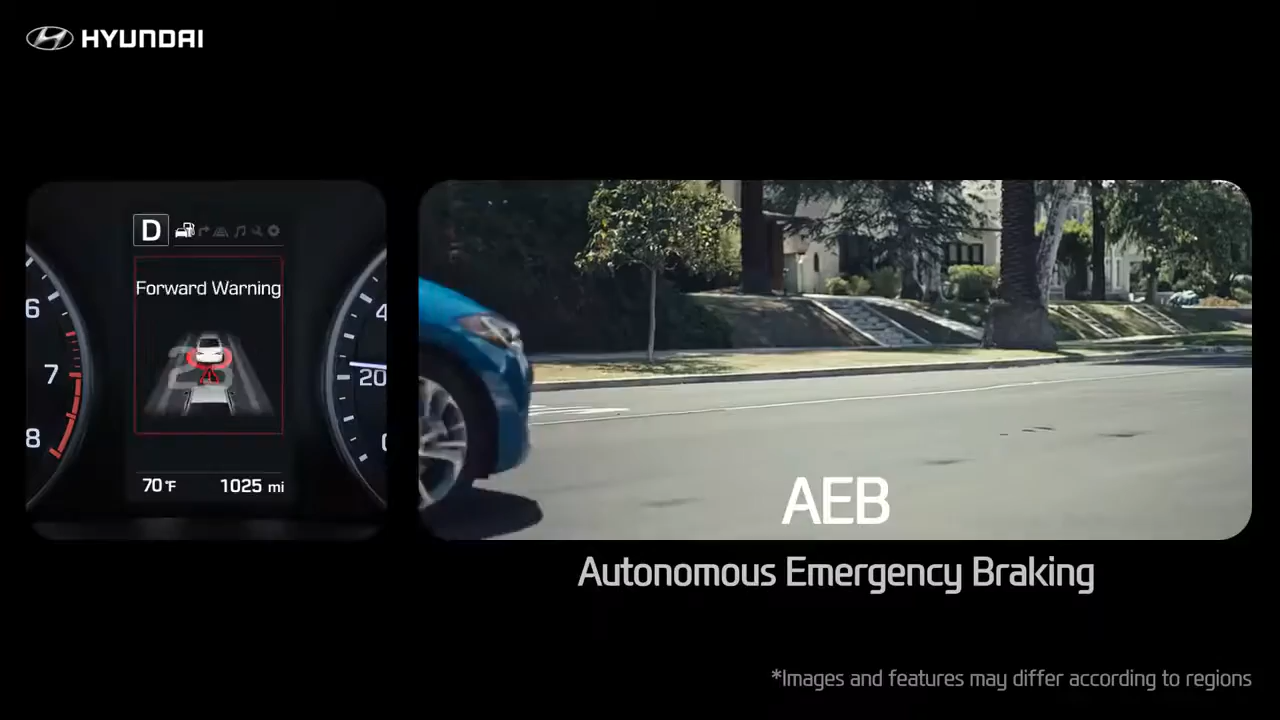 HYUNDAI
D
Forward Warning
6
7
8
4
20
70°F
1025 mi
AEB
Autonomous Emergency Braking
*Images and features may differ according to regions